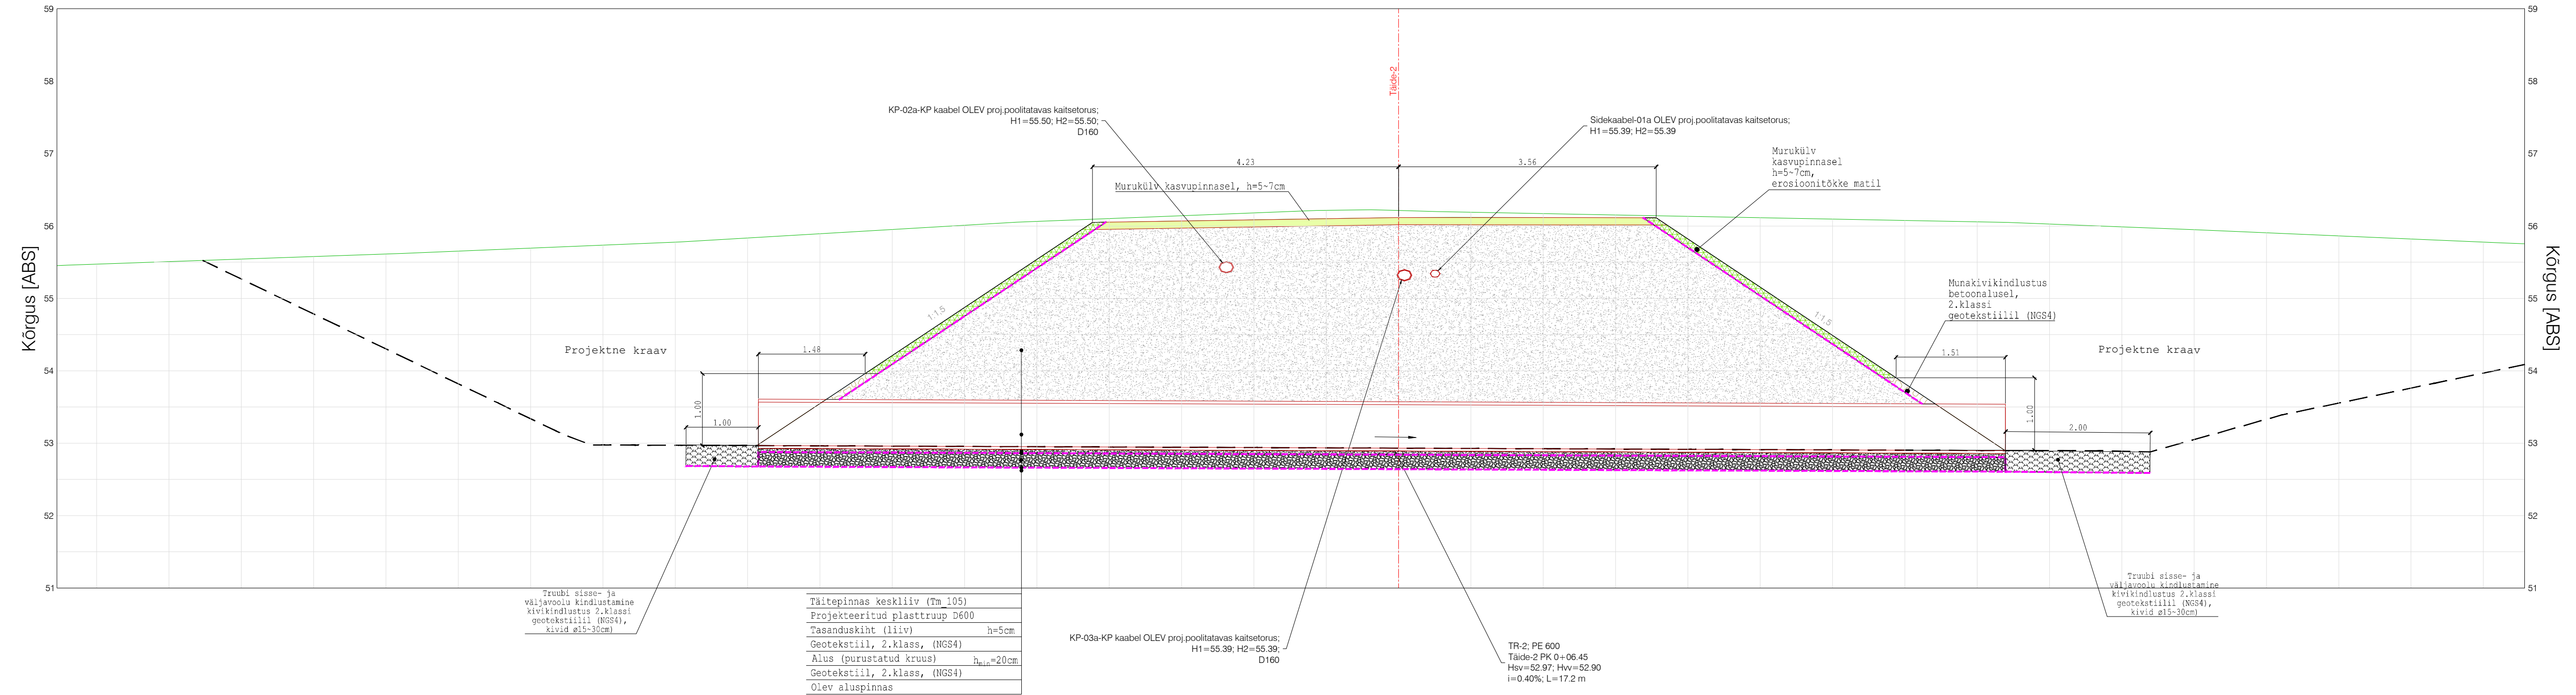 59
59
58
58
57
57
56
56
55
55
54
54
53
53
52
52
51
51
Kõrgus [ABS]
Kõrgus [ABS]
Täide-2
KP-02a-KP kaabel OLEV proj.poolitatavas kaitsetorus;
H1=55.50; H2=55.50;
D160
Sidekaabel-01a OLEV proj.poolitatavas kaitsetorus;
H1=55.39; H2=55.39
4.23
3.56
Murukülv kasvupinnasel, h=5~7cm
Murukülv
kasvupinnasel
h=5~7cm,
erosioonitõkke matil
Munakivikindlustus
betoonalusel,
2.klassi
geotekstiilil (NGS4)
1:1.5
1:1.5
Projektne kraav
Projektne kraav
1.48
1.51
1.00
1.00
1.00
2.00
Truubi sisse- ja
väljavoolu kindlustamine
kivikindlustus 2.klassi
geotekstiilil (NGS4),
kivid ø15~30cm)
Täitepinnas keskliiv (Tm_105)
Projekteeritud plasttruup D600
Tasanduskiht (liiv) h=5cm
Geotekstiil, 2.klass, (NGS4)
Alus (purustatud kruus) hmin=20cm
Geotekstiil, 2.klass, (NGS4)
Olev aluspinnas
KP-03a-KP kaabel OLEV proj.poolitatavas kaitsetorus;
H1=55.39; H2=55.39;
D160
TR-2; PE 600
Täide-2 PK 0+06.45
Hsv=52.97; Hvv=52.90
i=0.40%; L=17.2 m
Truubi sisse- ja
väljavoolu kindlustamine
kivikindlustus 2.klassi
geotekstiilil (NGS4),
kivid ø15~30cm)